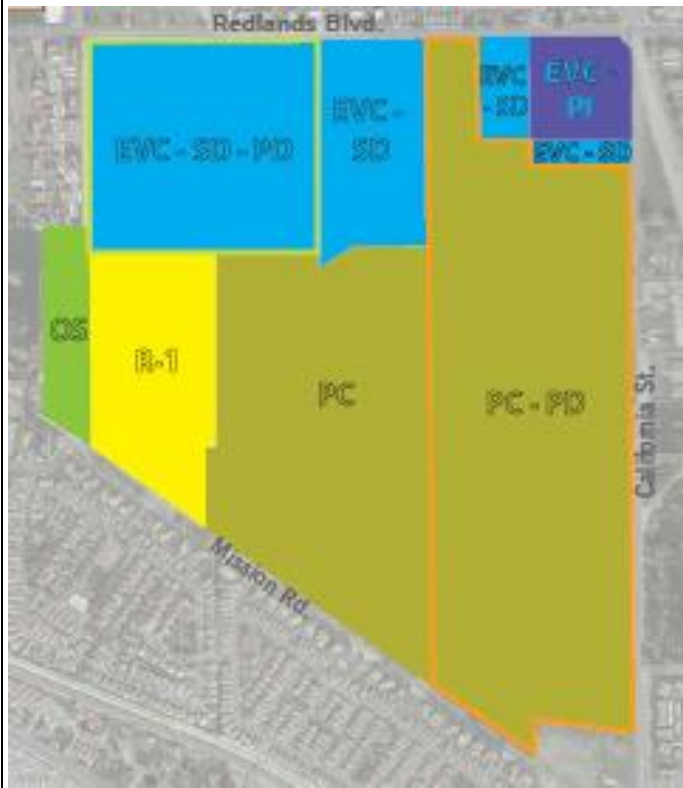 Redlands Blvd.
EVC - SD - PD
EVC -
SD
EVC
- SD
EVC -
PI
EVC - SD
OS
R-1
PC
PC - PD
California St.
Mission Rd.